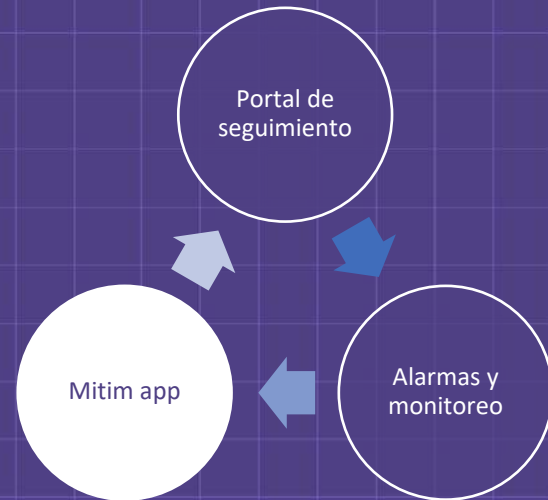 Portal de
seguimiento
Alarmas y
monitoreo
Mitim app